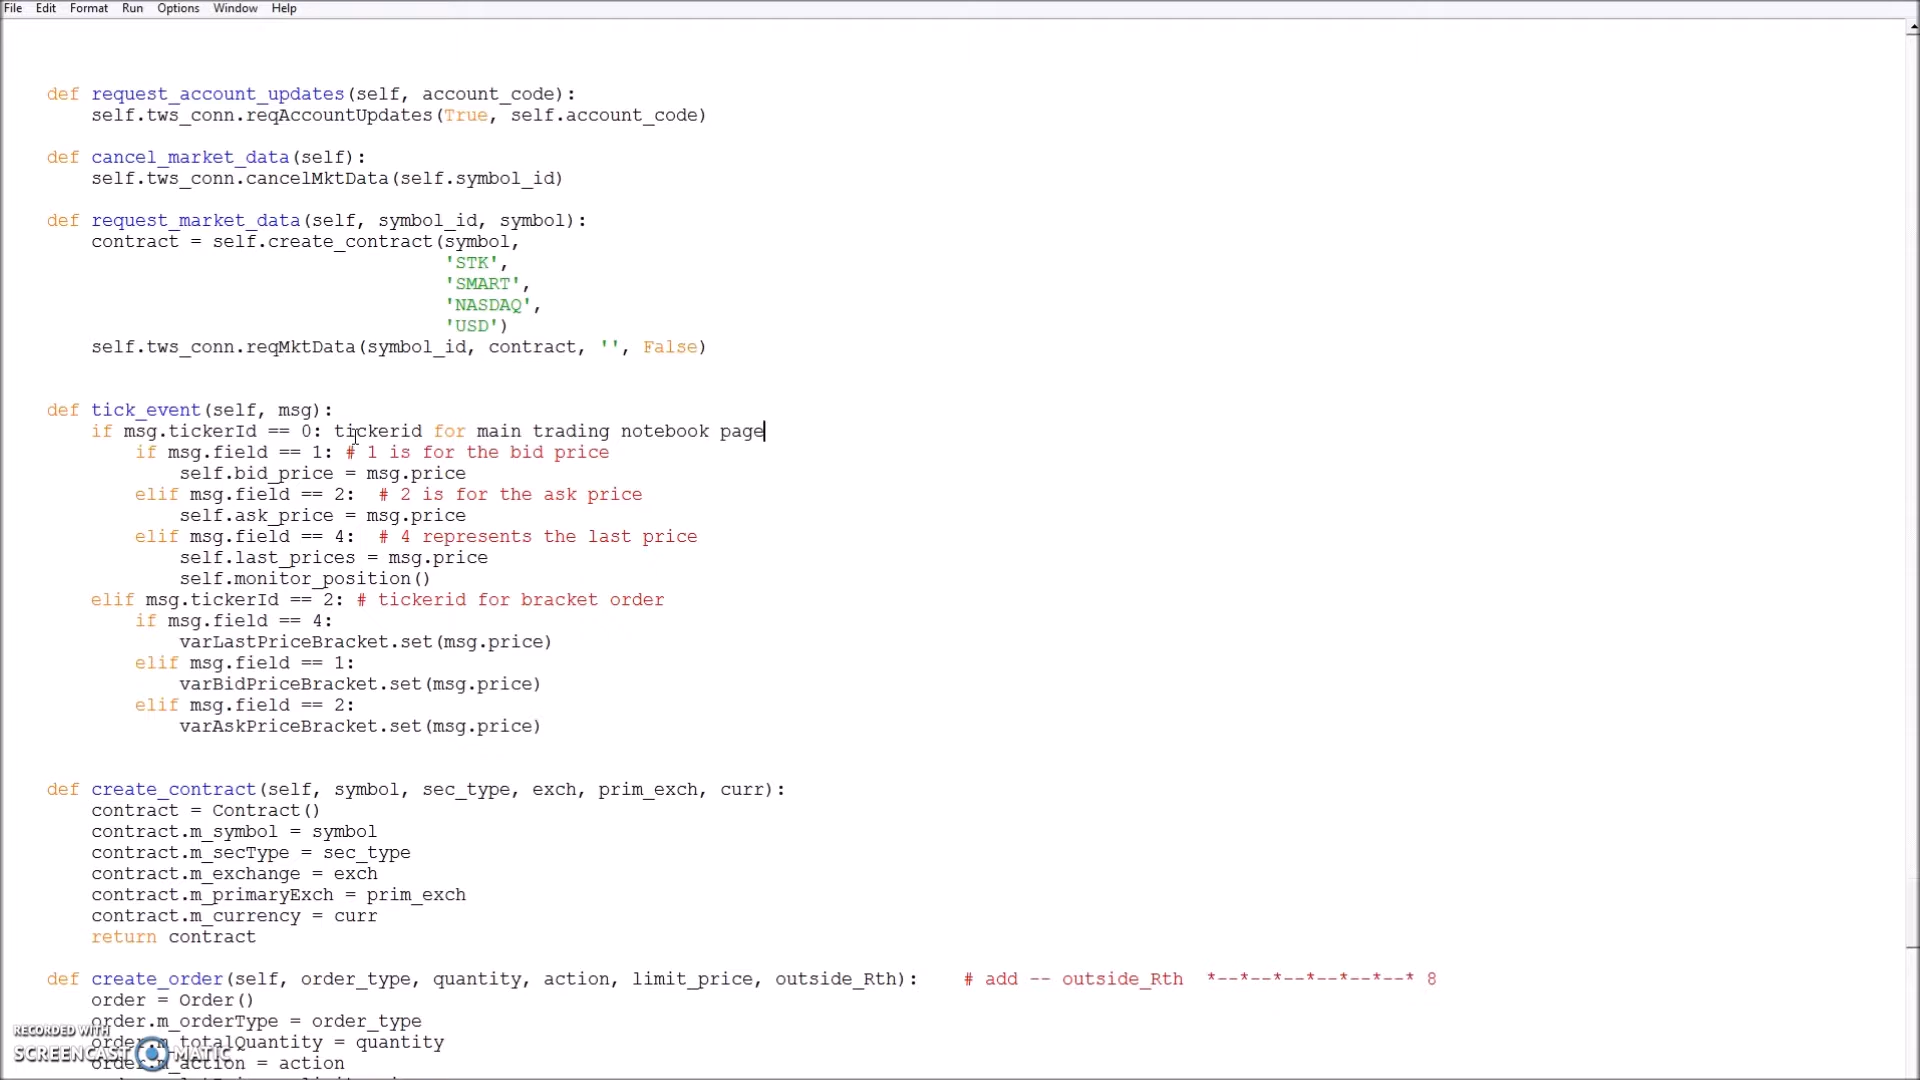 File Edit Format Run Options Window Help
def request_account_updates(self, account_code):
self.tws_conn.reqAccountUpdates(True, self.account_code)
def cancel_market_data(self):
self.tws_conn.cancelMktData(self.symbol_id)
def request_market_data(self, symbol_id, symbol):
contract = self.create_contract(symbol,
'STK',
'SMART',
'NASDAQ',
'USD')
self.tws_conn.reqMktData(symbol_id, contract, '', False)
def tick_event(self, msg):
if msg.tickerId == 0: tickerid for main trading notebook page
if msg.field == 1: # 1 is for the bid price
self.bid_price = msg.price
elif msg.field == 2:  # 2 is for the ask price
self.ask_price = msg.price
elif msg.field == 4:  # 4 represents the last price
self.last_prices = msg.price
self.monitor_position()
elif msg.tickerId == 2: # tickerid for bracket order
if msg.field == 4:
varLastPriceBracket.set(msg.price)
elif msg.field == 1:
varBidPriceBracket.set(msg.price)
elif msg.field == 2:
varAskPriceBracket.set(msg.price)
def create_contract(self, symbol, sec_type, exch, prim_exch, curr):
contract = Contract()
contract.m_symbol = symbol
contract.m_secType = sec_type
contract.m_exchange = exch
contract.m_primaryExch = prim_exch
contract.m_currency = curr
return contract
def create_order(self, order_type, quantity, action, limit_price, outside_Rth):    # add -- outside_Rth  *--*--*--*--*--*--* 8
order = Order()
order.m_orderType = order_type
order.m_totalQuantity = quantity
order.m_action = action
RECORDED WITH
SCREENCAST MATIC